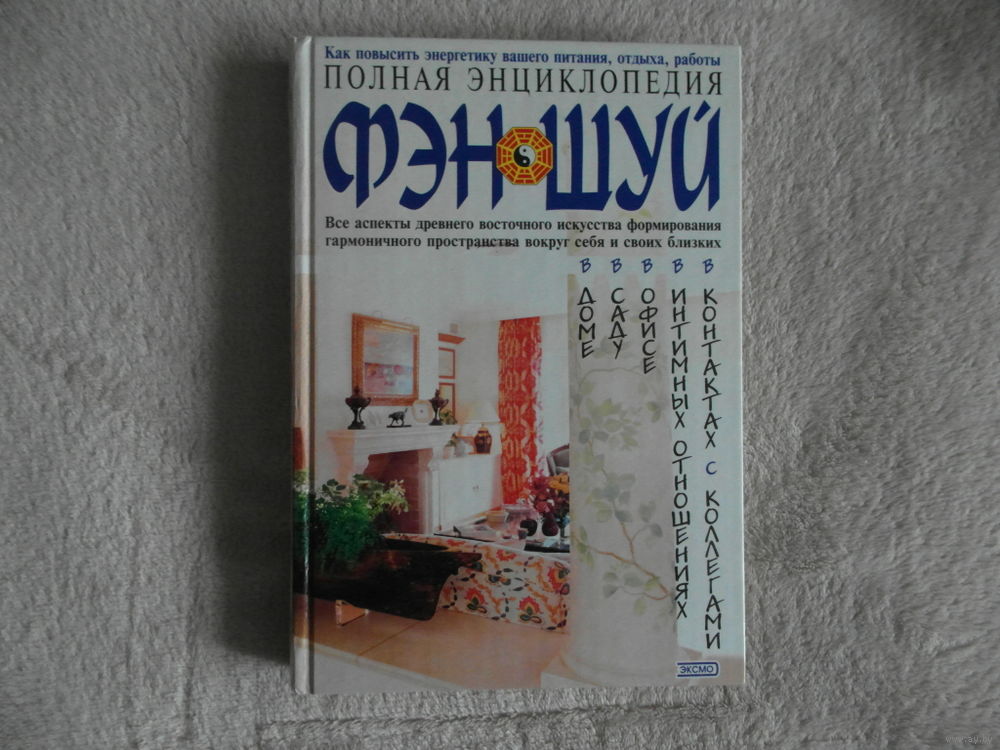 Как повысить энергетику вашего питания, отдыха, работы
ПОЛНАЯ ЭНЦИКЛОПЕДИЯ
ФЭН ШУЙ
Все аспекты древнего восточного искусства формирования
гармоничного пространства вокруг себя и своих близких
В ДОМЕ
В САДУ
В ОФИСЕ
В ИНТИМНЫХ ОТНОШЕНИЯХ
В КОНТАКТАХ С КОЛЛЕГАМИ
ЭКСМО